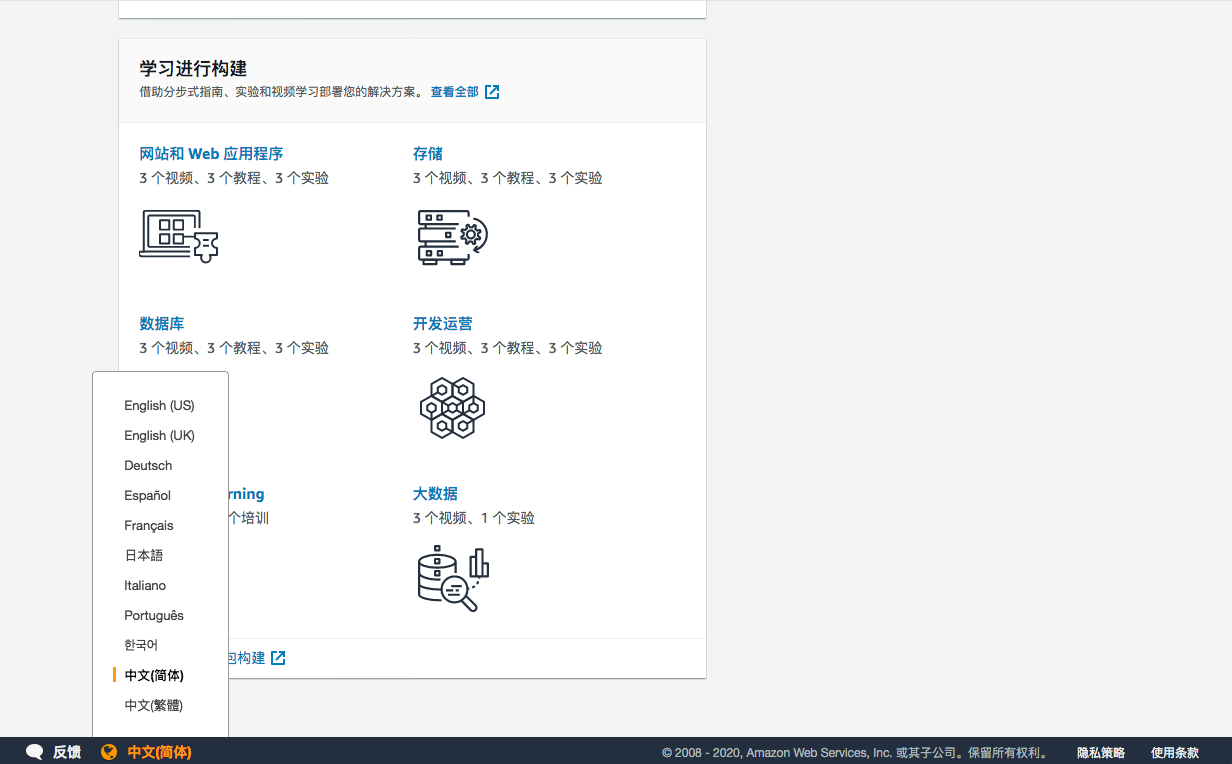 学习进行构建
借助分步式指南、实验和视频学习部署您的解决方案。 查看全部
网站和 Web 应用程序
3 个视频、3 个教程、3 个实验
存储
3 个视频、3 个教程、3 个实验
数据库
3 个视频、3 个教程、3 个实验
开发运营
3 个视频、3 个教程、3 个实验
rning
个培训
大数据
3 个视频、1 个实验
包构建
English (US)
English (UK)
Deutsch
Español
Français
日本語
Italiano
Português
한국어
中文(简体)
中文(繁體)
反馈 中文(简体) © 2008 - 2020, Amazon Web Services, Inc. 或其子公司。保留所有权利。 隐私策略 使用条款